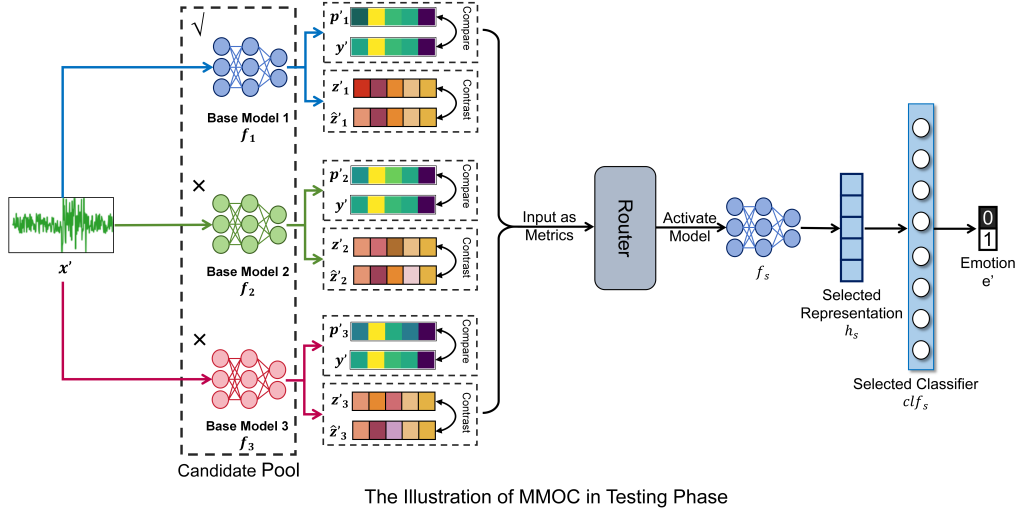 √
p'₁
y'
Compare
z'₁
ẑ'₁
Contrast
Base Model 1
f₁
×
p'₂
y'
Compare
z'₂
ẑ'₂
Contrast
Base Model 2
f₂
x'
×
p'₃
y'
Compare
z'₃
ẑ'₃
Contrast
Base Model 3
f₃
Candidate Pool
Input as
Metrics
Router
Activate
Model
fₛ
Selected
Representation
hₛ
Selected Classifier
clfₛ
0
1
Emotion
e'
The Illustration of MMOC in Testing Phase